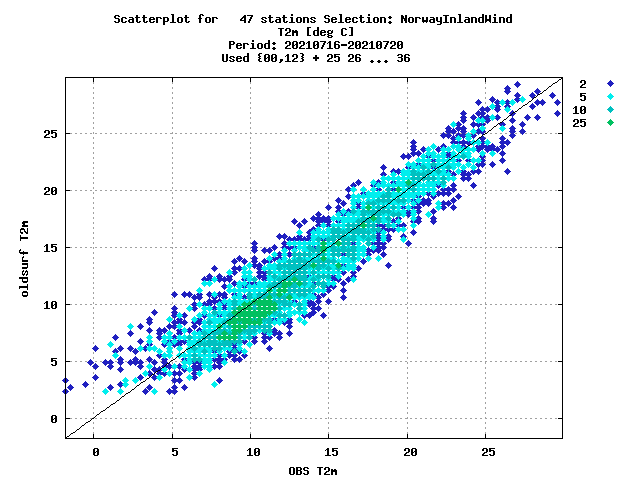 Scatterplot for   47 stations Selection: NorwayInlandWind
T2m [deg C]
Period: 20210716-20210720
Used {00,12} + 25 26 ... 36
2
5
10
25
25
20
15
10
5
0
oldsurf T2m
0 5 10 15 20 25
OBS T2m